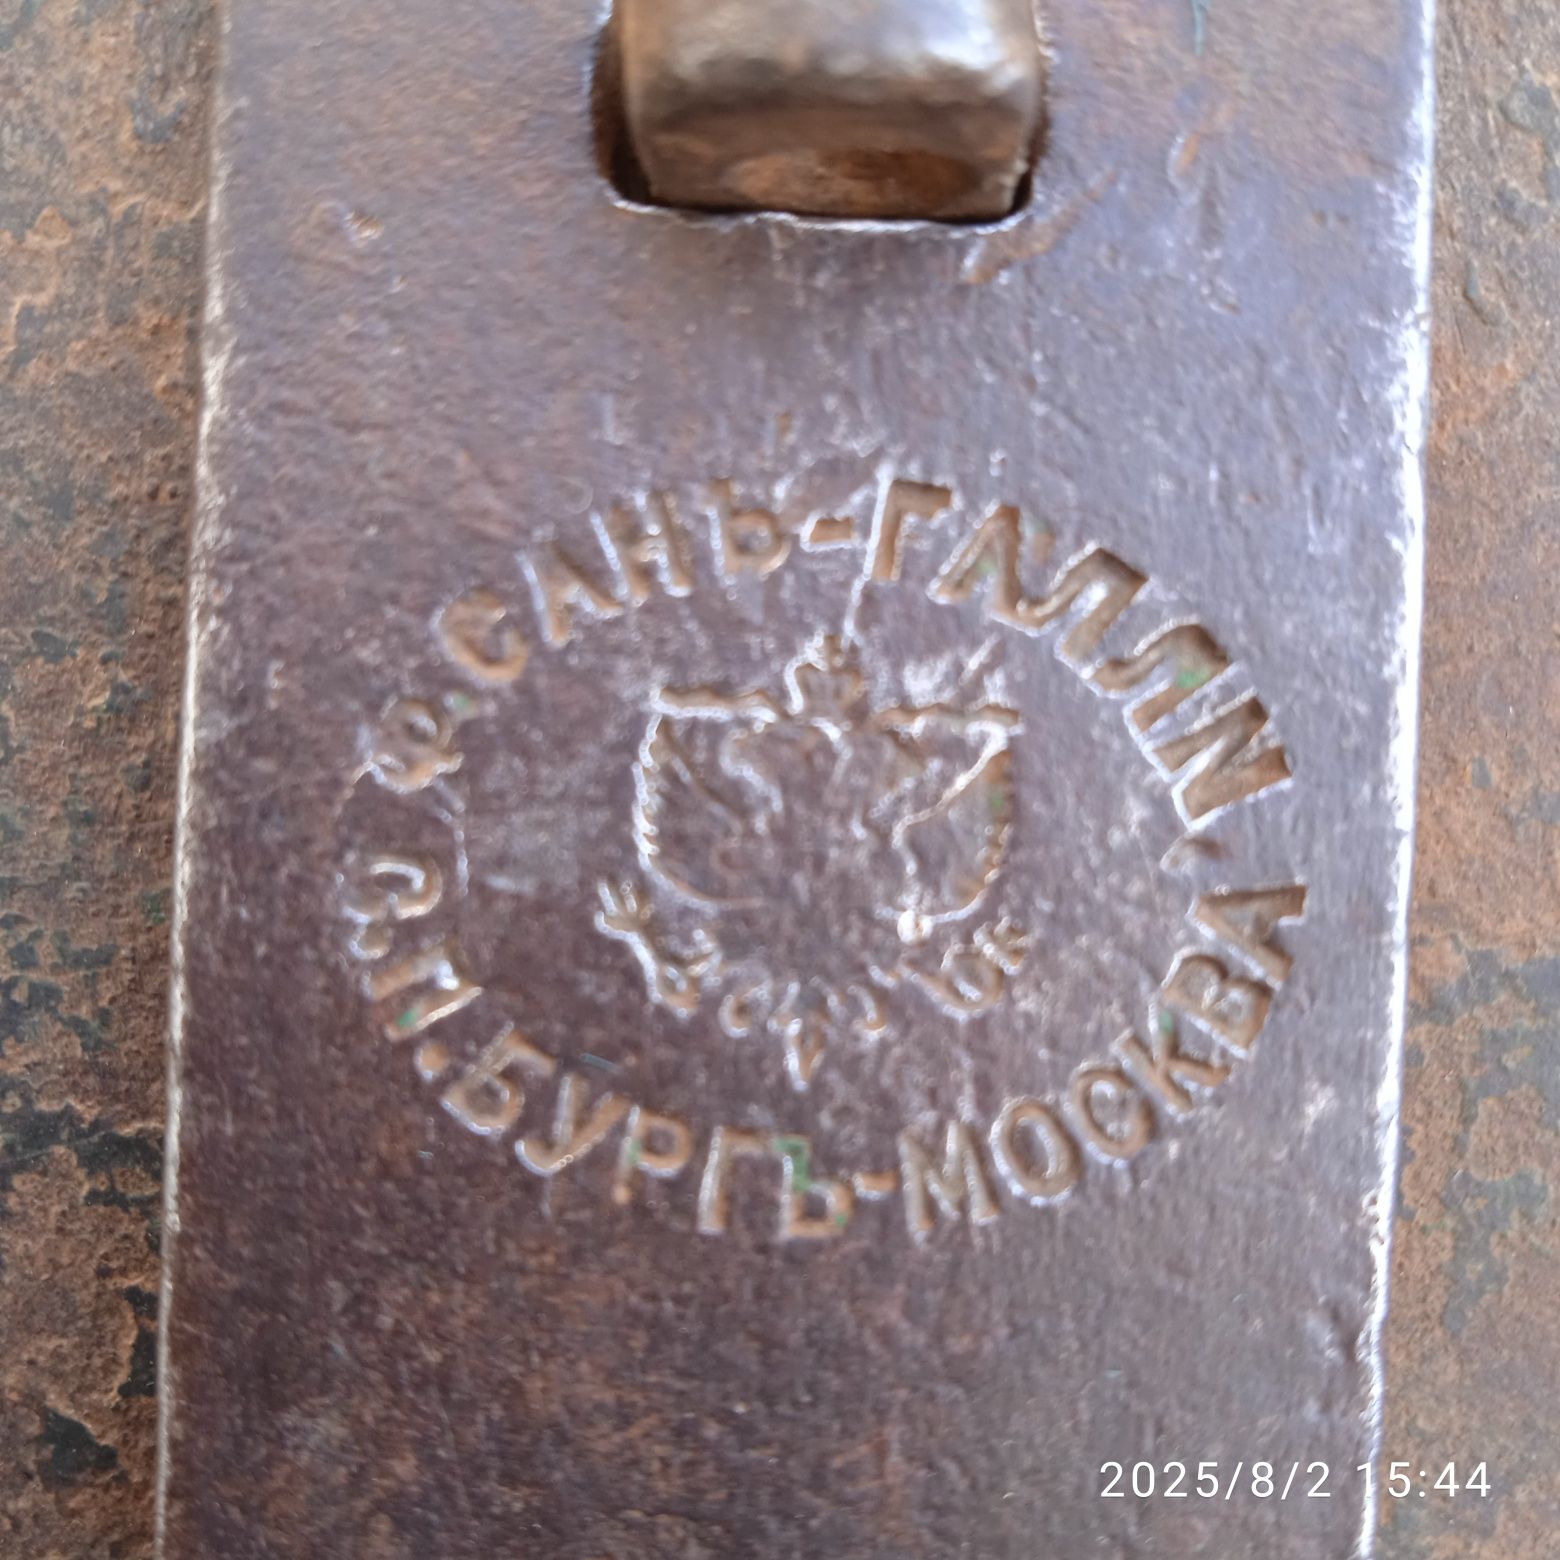 Ф. САНЪ-ГАЛЛИ,
С.П.БУРГЪ-МОСКВА
2025/8/2 15:44